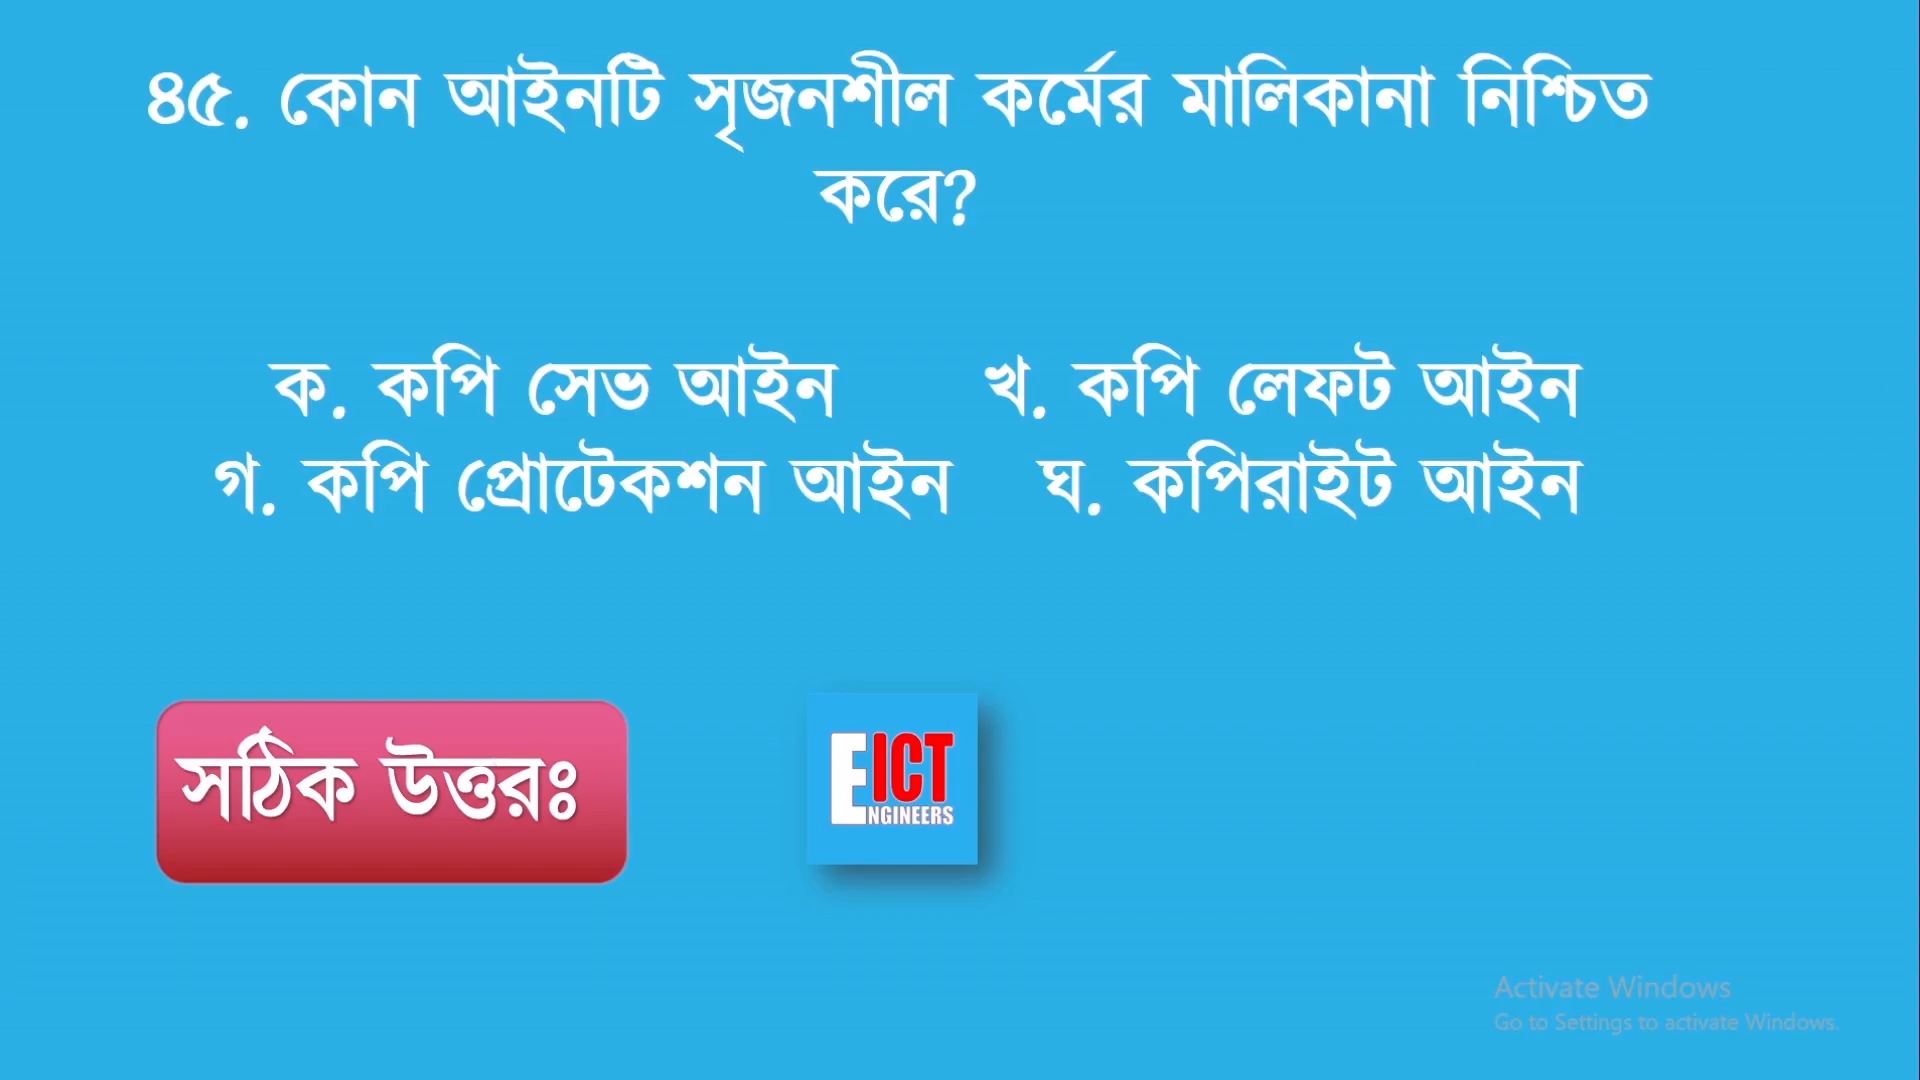 ৪৫. কোন আইনটি সৃজনশীল কর্মের মালিকানা নিশ্চিত
করে?
ক. কপি সেভ আইন খ. কপি লেফট আইন
গ. কপি প্রোটেকশন আইন ঘ. কপিরাইট আইন
সঠিক উত্তরঃ
EICT
ENGINEERS
Activate Windows
Go to Settings to activate Windows.